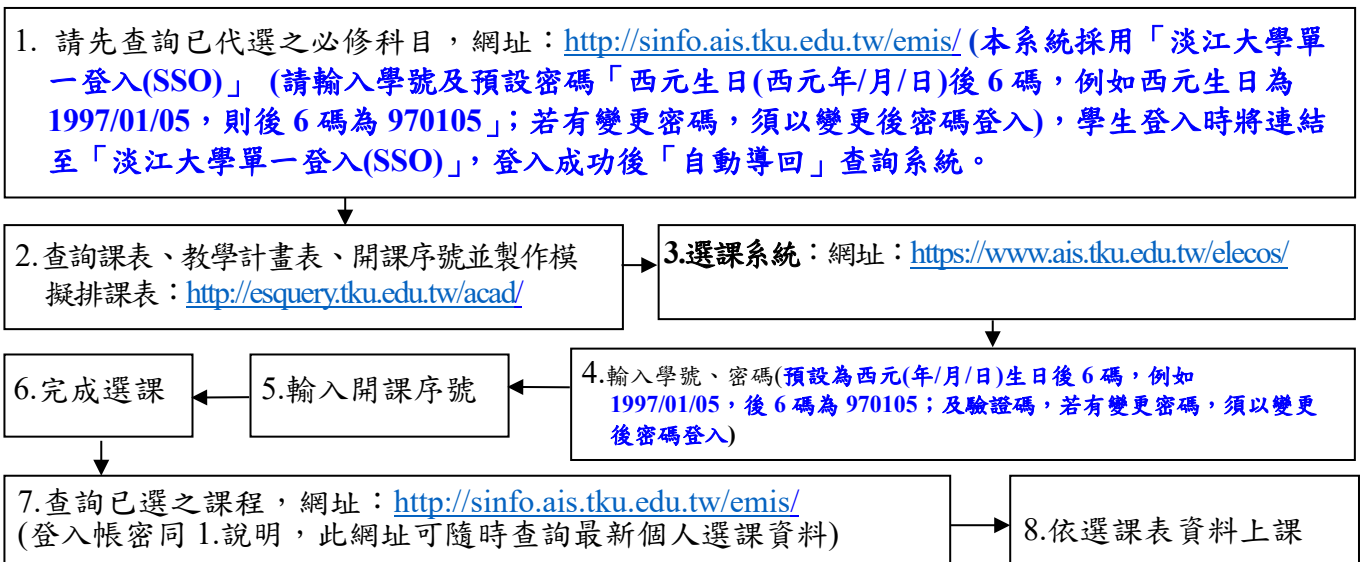 1. 請先查詢已代選之必修科目，網址：http://sinfo.ais.tku.edu.tw/emis/ (本系統採用「淡江大學單
一登入(SSO)」 (請輸入學號及預設密碼「西元生日(西元年/月/日)後 6 碼，例如西元生日為
1997/01/05，則後 6 碼為 970105」；若有變更密碼，須以變更後密碼登入)，學生登入時將連結
至「淡江大學單一登入(SSO)」，登入成功後「自動導回」查詢系統。
2.查詢課表、教學計畫表、開課序號並製作模
擬排課表：http://esquery.tku.edu.tw/acad/
3.選課系統：網址：https://www.ais.tku.edu.tw/elecos/
4.輸入學號、密碼(預設為西元(年/月/日)生日後 6 碼，例如
1997/01/05，後 6 碼為 970105；及驗證碼，若有變更密碼，須以變更
後密碼登入)
5.輸入開課序號
6.完成選課
7.查詢已選之課程，網址：http://sinfo.ais.tku.edu.tw/emis/
(登入帳密同 1.說明，此網址可隨時查詢最新個人選課資料)
8.依選課表資料上課